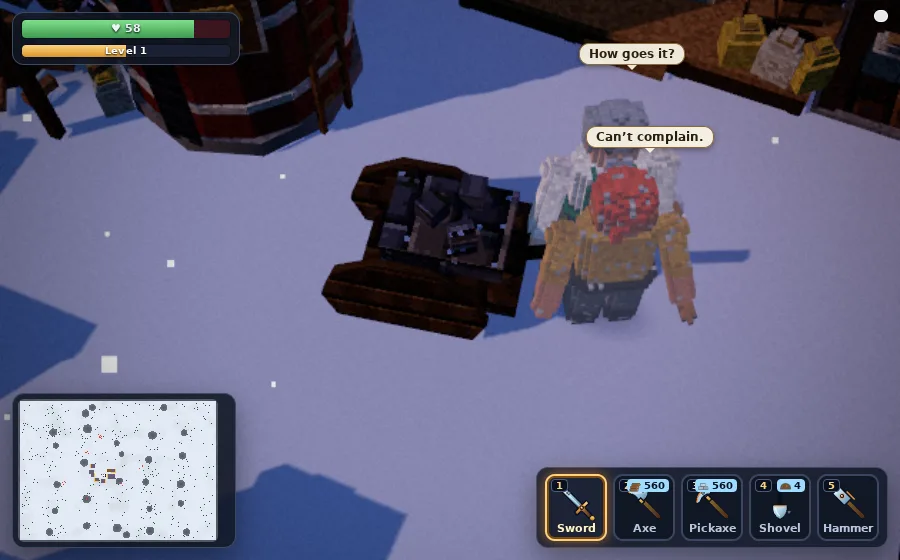 ♥ 58
Level 1
How goes it?
Can't complain.
1
Sword
560
Axe
560
Pickaxe
4
4
Shovel
5
Hammer